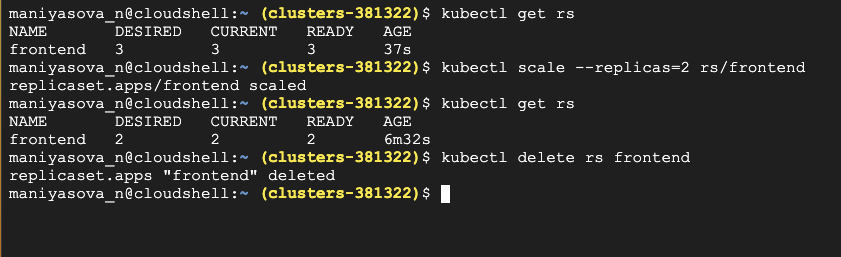 maniyasova_n@cloudshell:~ (clusters-381322)$ kubectl get rs
NAME DESIRED CURRENT READY AGE
frontend 3 3 3 37s
maniyasova_n@cloudshell:~ (clusters-381322)$ kubectl scale --replicas=2 rs/frontend
replicaset.apps/frontend scaled
maniyasova_n@cloudshell:~ (clusters-381322)$ kubectl get rs
NAME DESIRED CURRENT READY AGE
frontend 2 2 2 6m32s
maniyasova_n@cloudshell:~ (clusters-381322)$ kubectl delete rs frontend
replicaset.apps "frontend" deleted
maniyasova_n@cloudshell:~ (clusters-381322)$